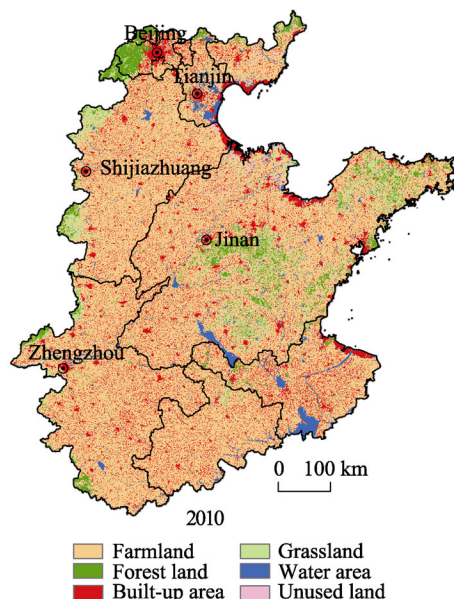 Beijing
Tianjin
Shijiazhuang
Jinan
Zhengzhou
0 100 km
2010
Farmland Grassland
Forest land Water area
Built-up area Unused land